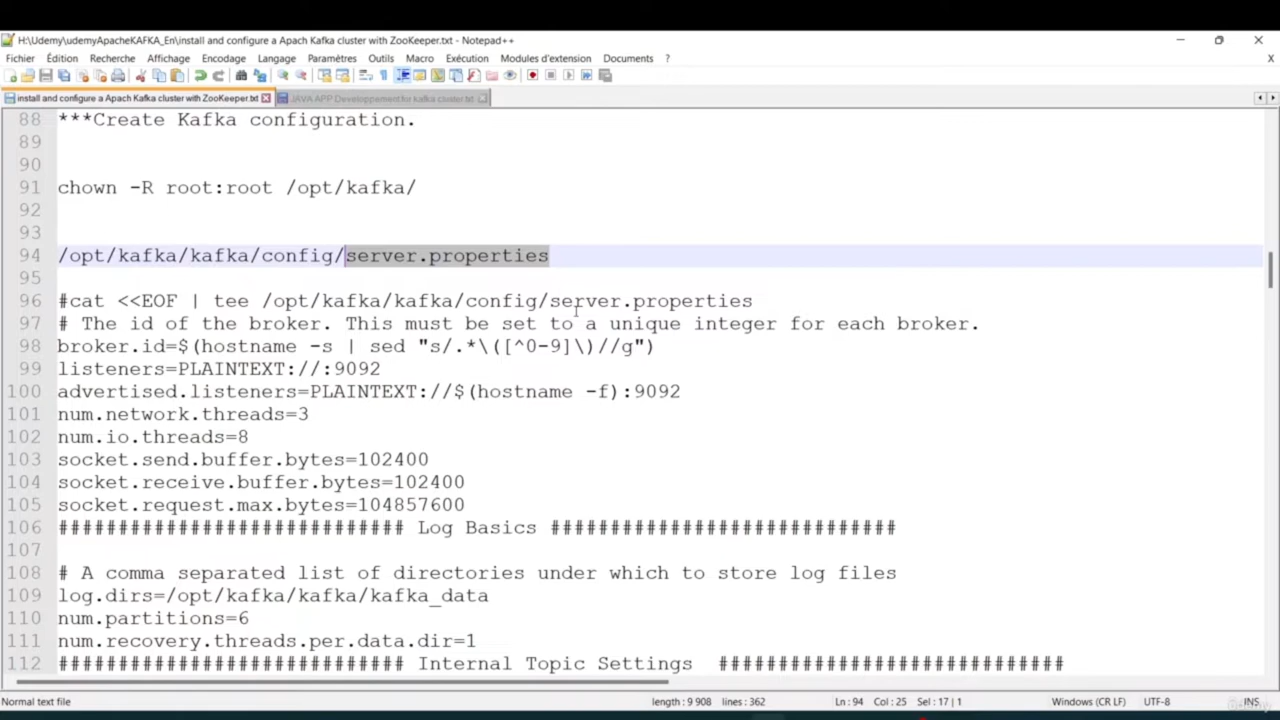 H:\Udemy\udemyApacheKAFKA_En\install and configure a Apach Kafka cluster with ZooKeeper.txt - Notepad++
Fichier Édition Recherche Affichage Encodage Langage Paramètres Outils Macro Exécution Modules d'extension Documents ? X
install and configure a Apach Kafka cluster with ZooKeeper.txt JAVA APP Developpement for kafka cluster.txt
88 ***Create Kafka configuration.
89
90
91 chown -R root:root /opt/kafka/
92
93
94 /opt/kafka/kafka/config/server.properties
95
96 #cat <<EOF | tee /opt/kafka/kafka/config/server.properties
97 # The id of the broker. This must be set to a unique integer for each broker.
98 broker.id=$(hostname -s | sed "s/.*\([^0-9]\)//g")
99 listeners=PLAINTEXT://:9092
100 advertised.listeners=PLAINTEXT://$(hostname -f):9092
101 num.network.threads=3
102 num.io.threads=8
103 socket.send.buffer.bytes=102400
104 socket.receive.buffer.bytes=102400
105 socket.request.max.bytes=104857600
106 ############################# Log Basics #############################
107
108 # A comma separated list of directories under which to store log files
109 log.dirs=/opt/kafka/kafka/kafka_data
110 num.partitions=6
111 num.recovery.threads.per.data.dir=1
112 ############################# Internal Topic Settings #############################
Normal text file length : 9 908 lines : 362 Ln : 94 Col : 25 Sel : 17 | 1 Windows (CR LF) UTF-8 INS
Udemy